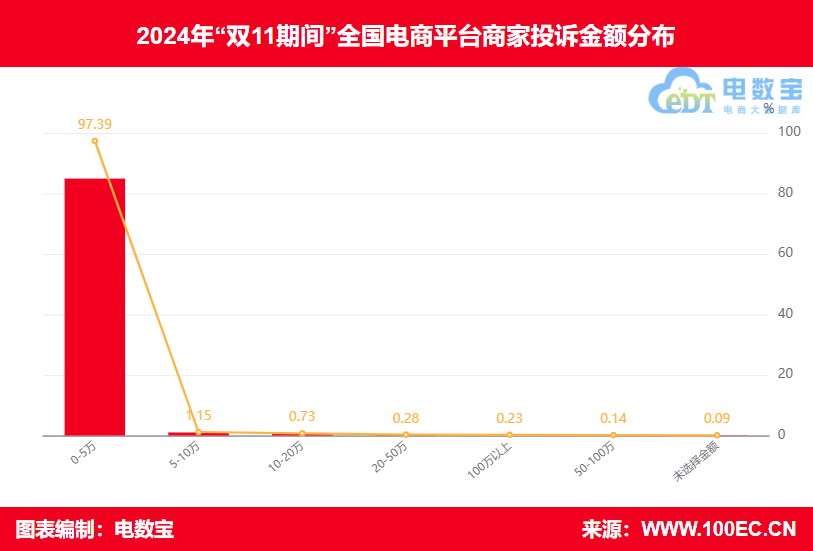 2024年“双11期间”全国电商平台商家投诉金额分布
eDT 电数宝
电商大数据库
%
97.39
100
80
60
40
20
0
1.15
0.73
0.28
0.23
0.14
0.09
0-5万
5-10万
10-20万
20-50万
100万以上
50-100万
未选择金额
图表编制：电数宝
来源：WWW.100EC.CN